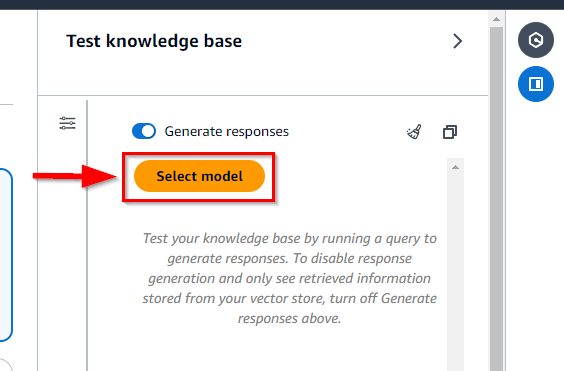 Test knowledge base
Generate responses
Select model
Test your knowledge base by running a query to
generate responses. To disable response
generation and only see retrieved information
stored from your vector store, turn off Generate
responses above.